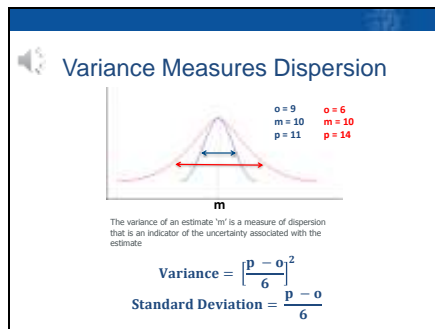 Variance Measures Dispersion
o = 9 o = 6
m = 10 m = 10
p = 11 p = 14
m
The variance of an estimate 'm' is a measure of dispersion
that is an indicator of the uncertainty associated with the
estimate
Variance = [p − o / 6]²
Standard Deviation = p − o / 6